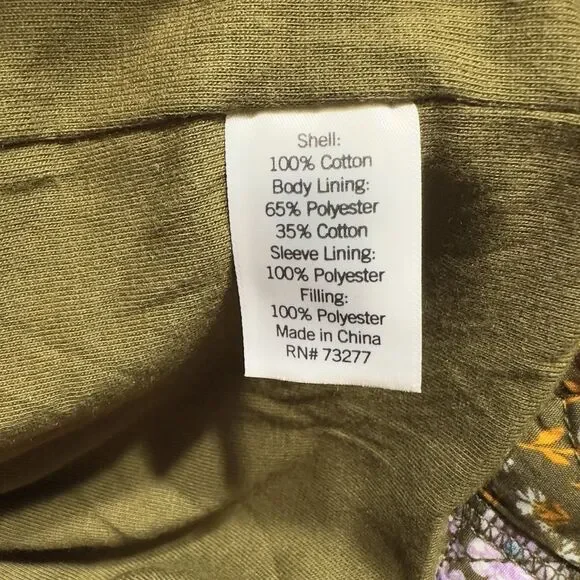 Shell:
100% Cotton
Body Lining:
65% Polyester
35% Cotton
Sleeve Lining:
100% Polyester
Filling:
100% Polyester
Made in China
RN# 73277